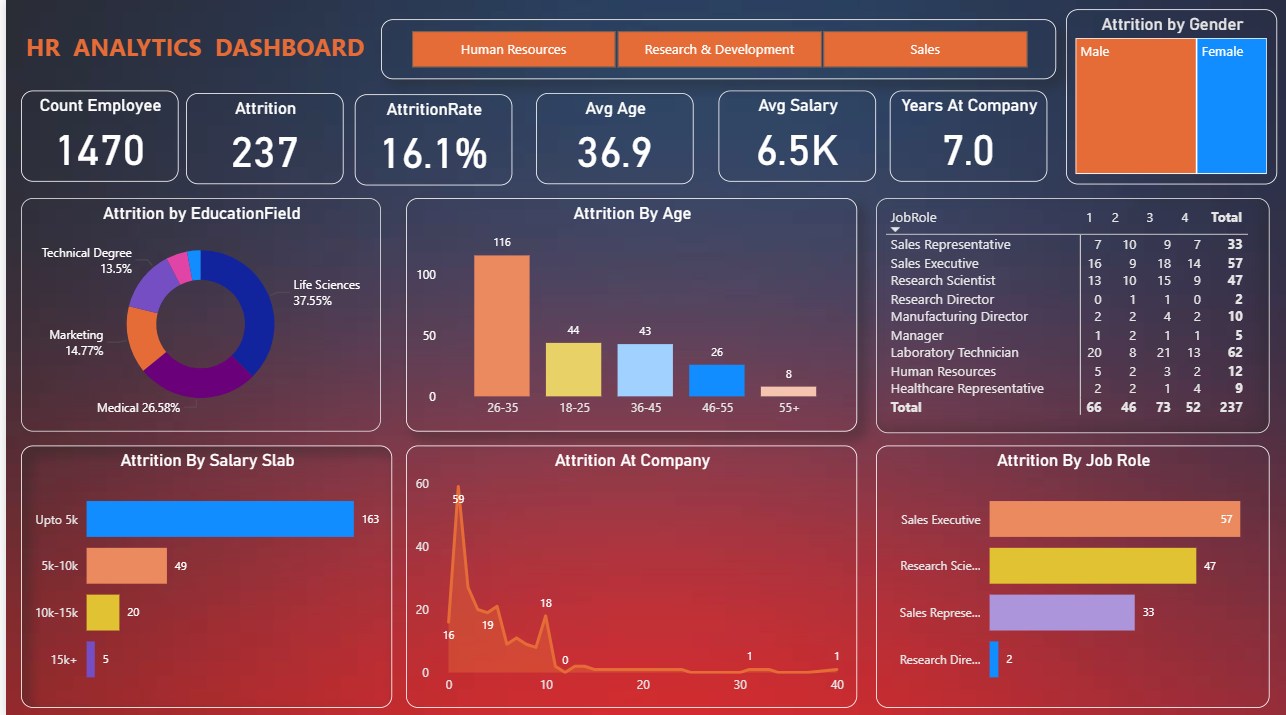 HR ANALYTICS DASHBOARD
Human Resources
Research & Development
Sales
Attrition by Gender
Male
Female
Count Employee
1470
Attrition
237
AttritionRate
16.1%
Avg Age
36.9
Avg Salary
6.5K
Years At Company
7.0
Attrition by EducationField
Technical Degree
13.5%
Life Sciences
37.55%
Marketing
14.77%
Medical 26.58%
Attrition By Age
100
50
0
116
44
43
26
8
26-35
18-25
36-45
46-55
55+
JobRole 1 2 3 4 Total
Sales Representative 7 10 9 7 33
Sales Executive 16 9 18 14 57
Research Scientist 13 10 15 9 47
Research Director 0 1 1 0 2
Manufacturing Director 2 2 4 2 10
Manager 1 2 1 1 5
Laboratory Technician 20 8 21 13 62
Human Resources 5 2 3 2 12
Healthcare Representative 2 2 1 4 9
Total 66 46 73 52 237
Attrition By Salary Slab
Upto 5k 163
5k-10k 49
10k-15k 20
15k+ 5
Attrition At Company
60
40
20
0
59
16
19
18
0
1
1
0
10
20
30
40
Attrition By Job Role
Sales Executive 57
Research Scie... 47
Sales Represe... 33
Research Dire... 2